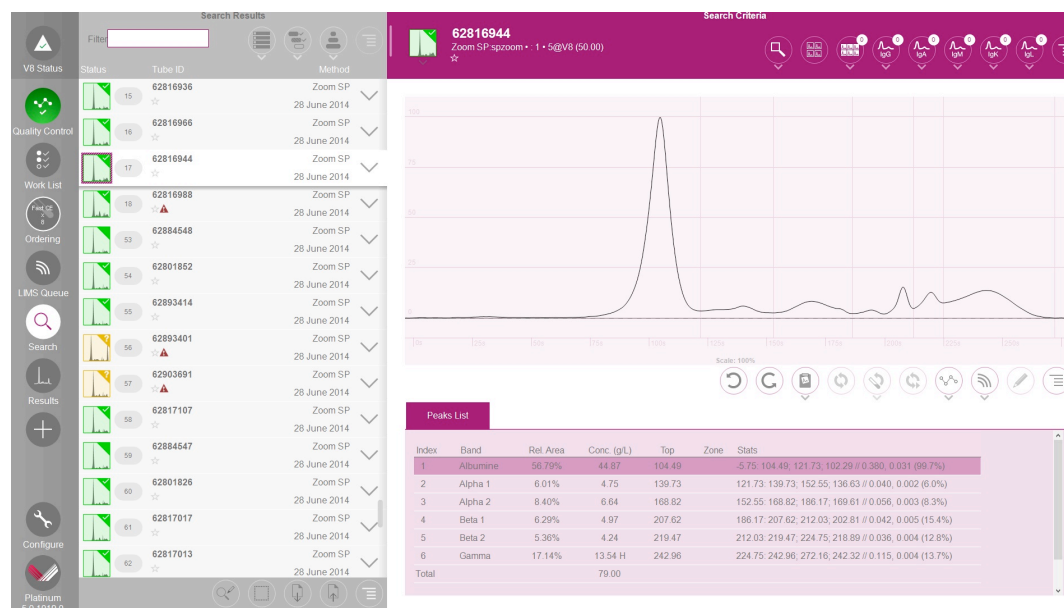 Search Results
Search Criteria
V8 Status
Quality Control
Work List
Fast CE
x
8
Ordering
LIMS Queue
Search
Results
Configure
Platinum
Filter
Status Tube ID Method
15 62816936 Zoom SP
28 June 2014
16 62816966 Zoom SP
28 June 2014
17 62816944 Zoom SP
28 June 2014
18 62816988 Zoom SP
28 June 2014
53 62884548 Zoom SP
28 June 2014
54 62801852 Zoom SP
28 June 2014
55 62893414 Zoom SP
28 June 2014
56 62893401 Zoom SP
28 June 2014
57 62903691 Zoom SP
28 June 2014
58 62817107 Zoom SP
28 June 2014
59 62884547 Zoom SP
28 June 2014
60 62801826 Zoom SP
28 June 2014
61 62817017 Zoom SP
28 June 2014
62 62817013 Zoom SP
28 June 2014
62816944
Zoom SP:spzoom • : 1 • 5@V8 (50.00)
0 0 0 0 0 0
IgG IgA IgM IgK IgL
100
75
50
25
0
Scale: 100%
Peaks List
Index Band Rel. Area Conc. (g/L) Top Zone Stats
1 Albumine 56.79% 44.87 104.49 -5.75: 104.49, 121.73; 102.29 // 0.380, 0.031 (99.7%)
2 Alpha 1 6.01% 4.75 139.73 121.73: 139.73; 152.55; 136.63 // 0.040, 0.002 (6.0%)
3 Alpha 2 8.40% 6.64 168.82 152.55: 168.82, 186.17; 169.61 // 0.056, 0.003 (8.3%)
4 Beta 1 6.29% 4.97 207.62 186.17: 207.62, 212.03; 202.81 // 0.042, 0.005 (15.4%)
5 Beta 2 5.36% 4.24 219.47 212.03: 219.47, 224.75; 218.89 // 0.036, 0.004 (12.8%)
6 Gamma 17.14% 13.54 H 242.96 224.75: 242.96, 272.16; 242.32 // 0.115, 0.004 (13.7%)
Total 79.00